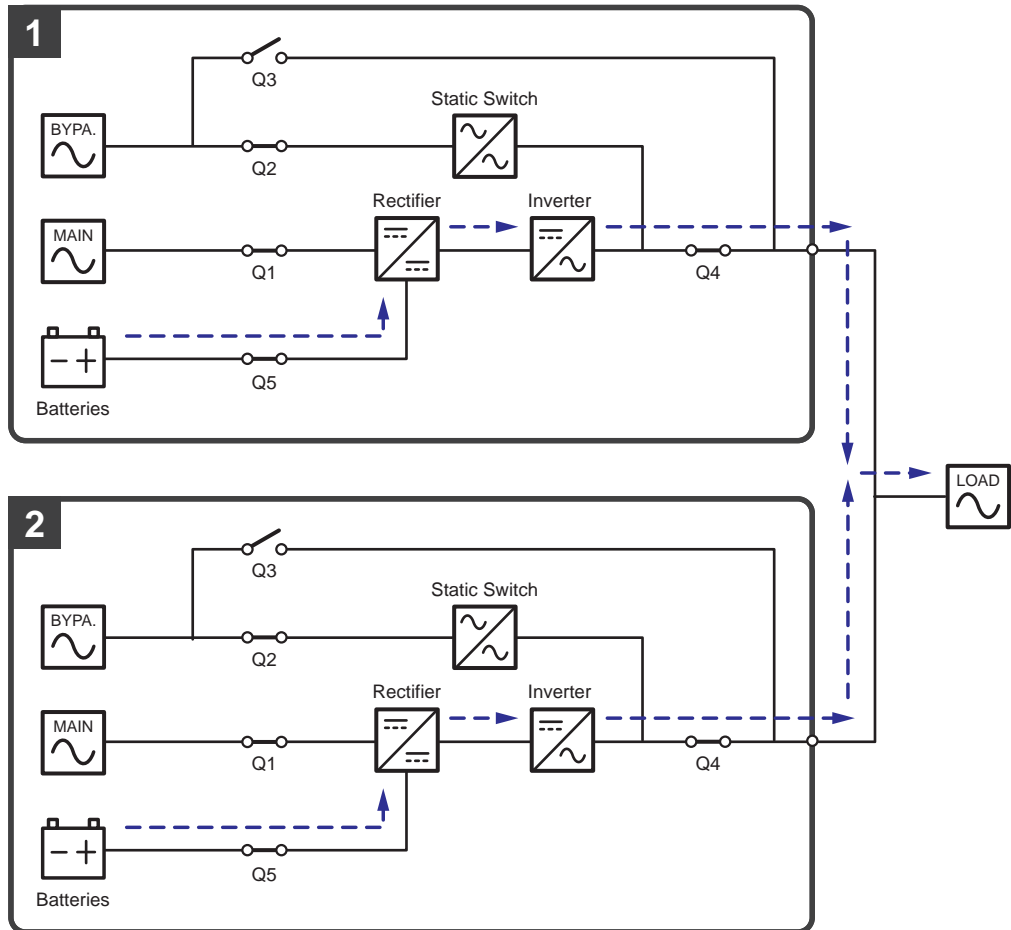 1
Q3
Static Switch
BYPA.
Q2
Rectifier
Inverter
MAIN
Q1
Q4
- +
Q5
Batteries
LOAD
2
Q3
Static Switch
BYPA.
Q2
Rectifier
Inverter
MAIN
Q1
Q4
- +
Q5
Batteries